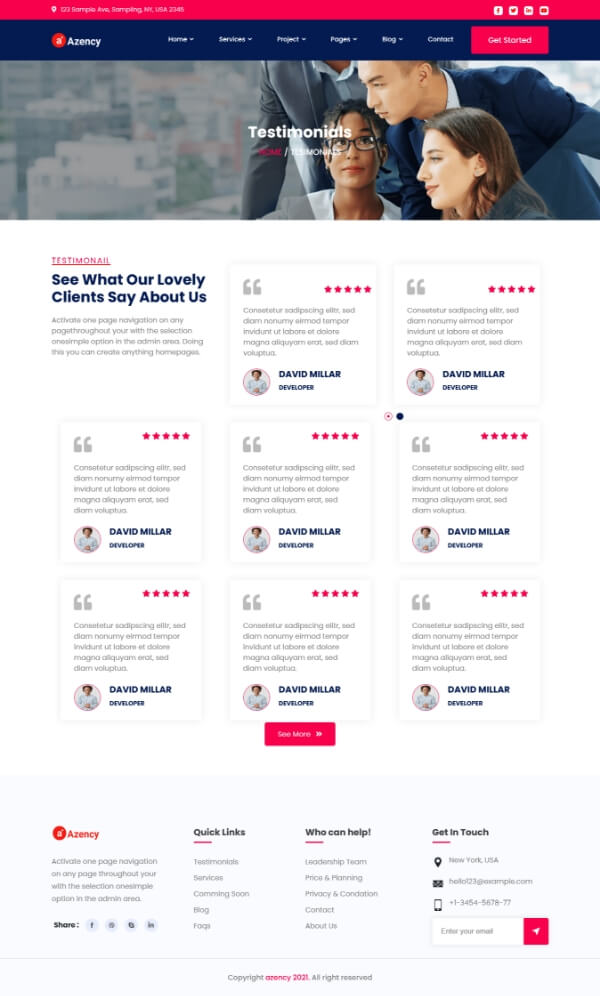 123 Sample Ave, Sampling, NY, USA 2345
Azency
Home
Services
Project
Pages
Blog
Contact
Get Started
Testimonials
HOME / TESIMONIALS
TESTIMONAIL
See What Our Lovely
Clients Say About Us
Activate one page navigation on any
pagethroughout your with the selection
onesimple option in the admin area. Doing
this you can create anything homepages.
Consetetur sadipscing elitr, sed
diam nonumy eirmod tempor
invidunt ut labore et dolore
magna aliquyam erat, sed diam
voluptua.
DAVID MILLAR
DEVELOPER
Consetetur sadipscing elitr, sed
diam nonumy eirmod tempor
invidunt ut labore et dolore
magna aliquyam erat, sed diam
voluptua.
DAVID MILLAR
DEVELOPER
Consetetur sadipscing elitr, sed
diam nonumy eirmod tempor
invidunt ut labore et dolore
magna aliquyam erat, sed
diam voluptua.
DAVID MILLAR
DEVELOPER
Consetetur sadipscing elitr, sed
diam nonumy eirmod tempor
invidunt ut labore et dolore
magna aliquyam erat, sed
diam voluptua.
DAVID MILLAR
DEVELOPER
Consetetur sadipscing elitr, sed
diam nonumy eirmod tempor
invidunt ut labore et dolore
magna aliquyam erat, sed
diam voluptua.
DAVID MILLAR
DEVELOPER
Consetetur sadipscing elitr, sed
diam nonumy eirmod tempor
invidunt ut labore et dolore
magna aliquyam erat, sed
diam voluptua.
DAVID MILLAR
DEVELOPER
Consetetur sadipscing elitr, sed
diam nonumy eirmod tempor
invidunt ut labore et dolore
magna aliquyam erat, sed
diam voluptua.
DAVID MILLAR
DEVELOPER
Consetetur sadipscing elitr, sed
diam nonumy eirmod tempor
invidunt ut labore et dolore
magna aliquyam erat, sed
diam voluptua.
DAVID MILLAR
DEVELOPER
See More
Azency
Activate one page navigation
on any page throughout your
with the selection onesimple
option in the admin area.
Share :
Quick Links
Testimonials
Services
Comming Soon
Blog
Faqs
Who can help!
Leadership Team
Price & Planning
Privacy & Condation
Contact
About Us
Get In Touch
New York, USA
hello123@example.com
+1-3454-5678-77
Enter your email
Copyright azency 2021. All right reserved